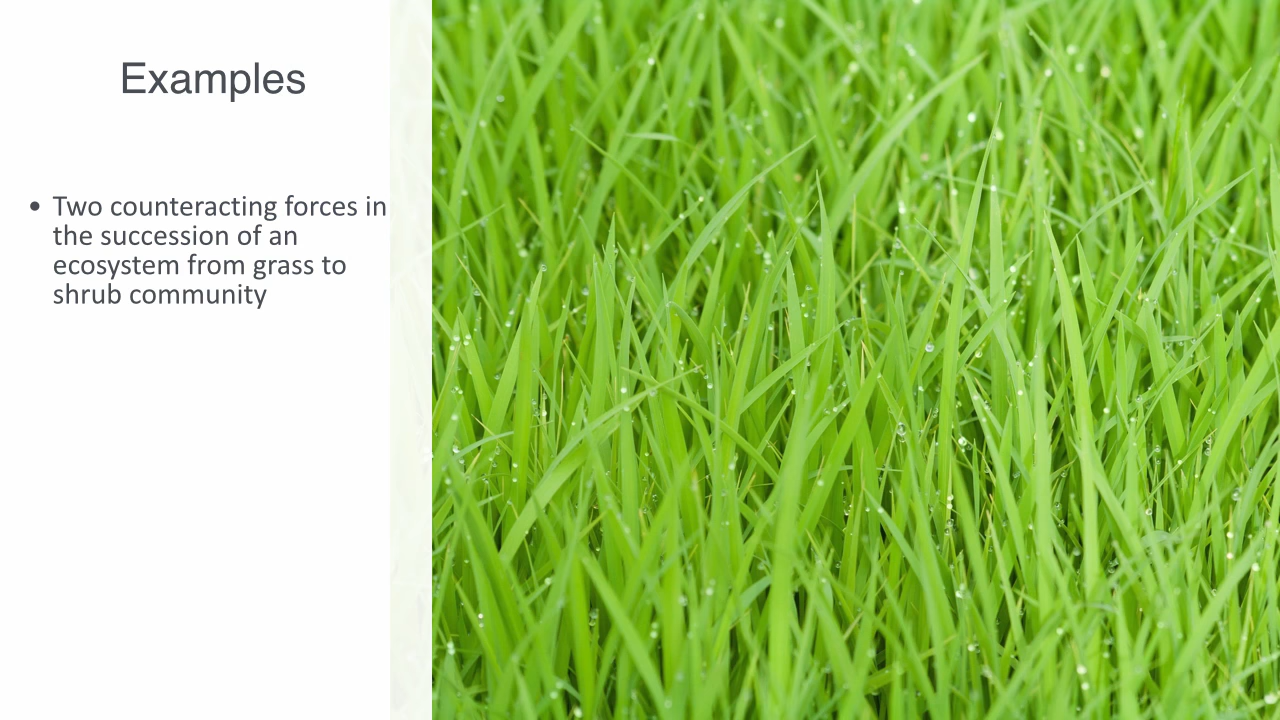 Examples
• Two counteracting forces in
the succession of an
ecosystem from grass to
shrub community